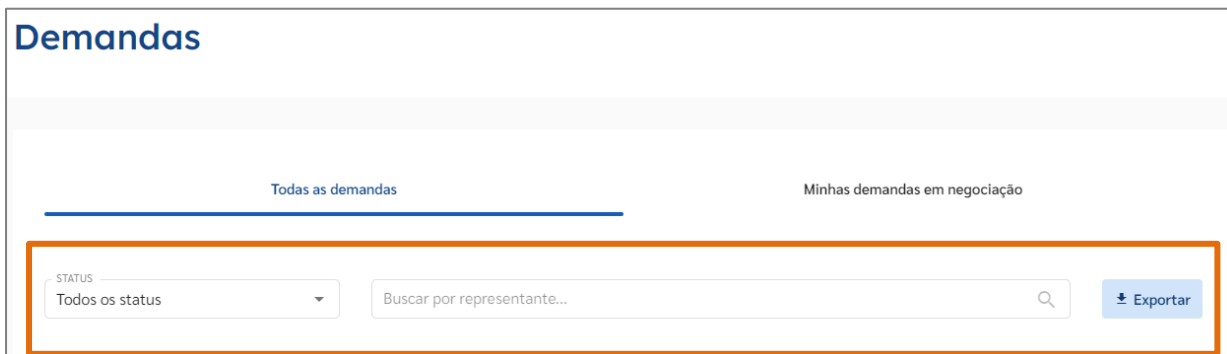 Demandas
Todas as demandas
Minhas demandas em negociação
STATUS
Todos os status
Buscar por representante...
Exportar